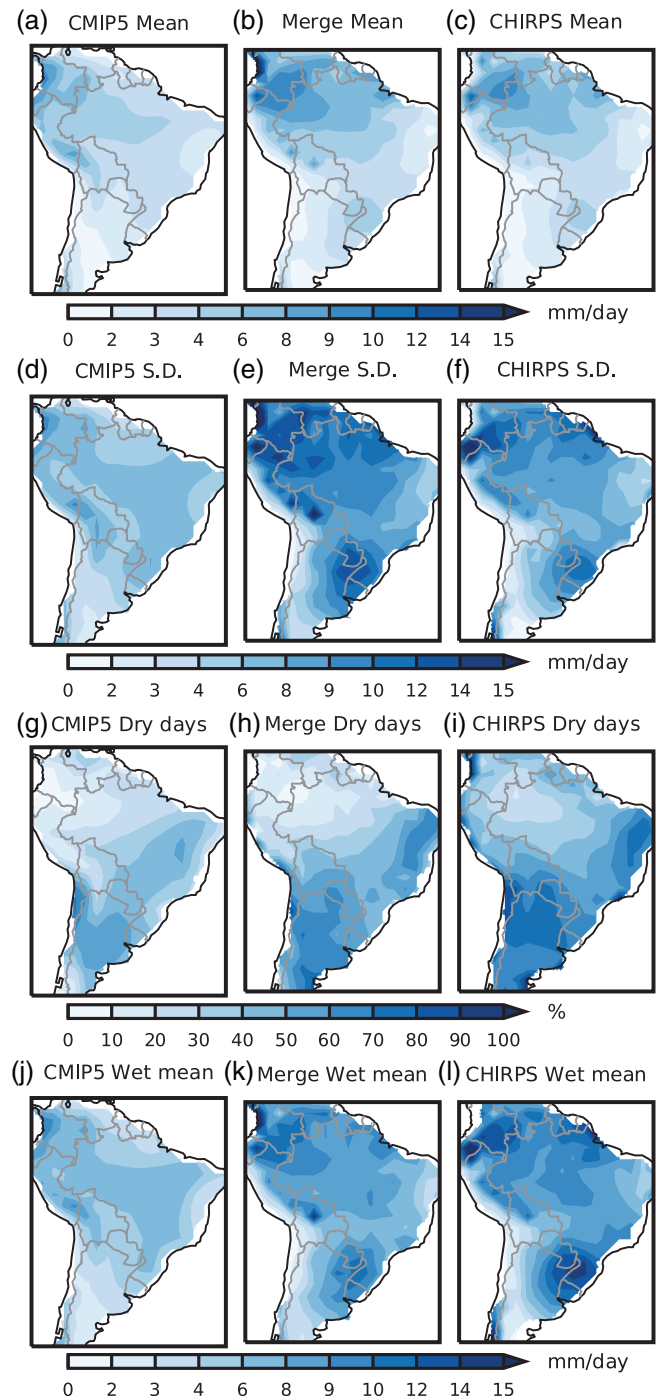 (a) CMIP5 Mean (b) Merge Mean (c) CHIRPS Mean
0 2 3 4 6 7 9 10 12 14 15 mm/day
(d) CMIP5 S.D. (e) Merge S.D. (f) CHIRPS S.D.
0 2 3 4 6 7 9 10 12 14 15 mm/day
(g) CMIP5 Dry days (h) Merge Dry days (i) CHIRPS Dry days
0 10 20 30 40 50 60 70 80 90 100 %
(j) CMIP5 Wet mean (k) Merge Wet mean (l) CHIRPS Wet mean
0 2 3 4 6 7 9 10 12 14 15 mm/day